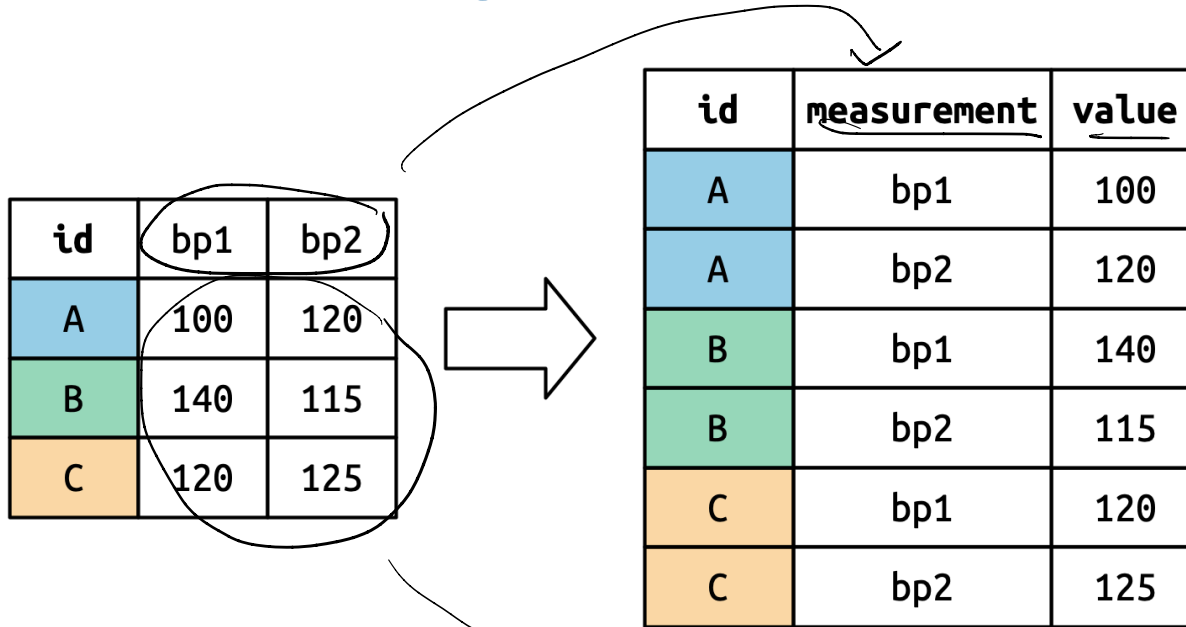 id bp1 bp2
A 100 120
B 140 115
C 120 125
id measurement value
A bp1 100
A bp2 120
B bp1 140
B bp2 115
C bp1 120
C bp2 125